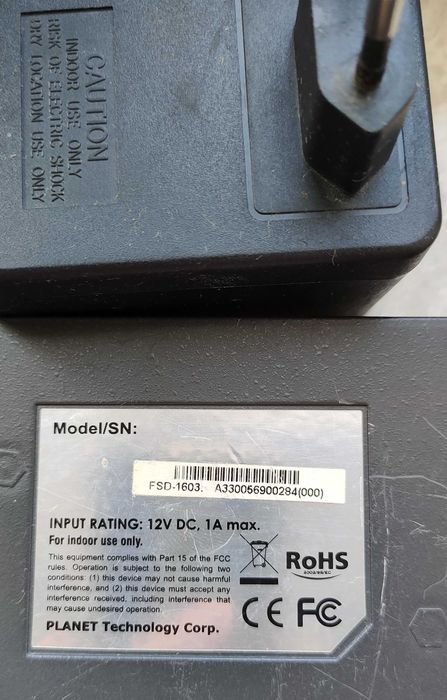 CAUTION
INDOOR USE ONLY
RISK OF ELECTRIC SHOCK
DRY LOCATION USE ONLY
Model/SN:
FSD-1603. A330056900284(000)
INPUT RATING: 12V DC, 1A max.
For indoor use only.
This equipment complies with Part 15 of the FCC
rules. Operation is subject to the following two
conditions: (1) this device may not cause harmful
interference, and (2) this device must accept any
interference received, including interference that
may cause undesired operation.
PLANET Technology Corp.
RoHS
2002/95/EC
CE FC